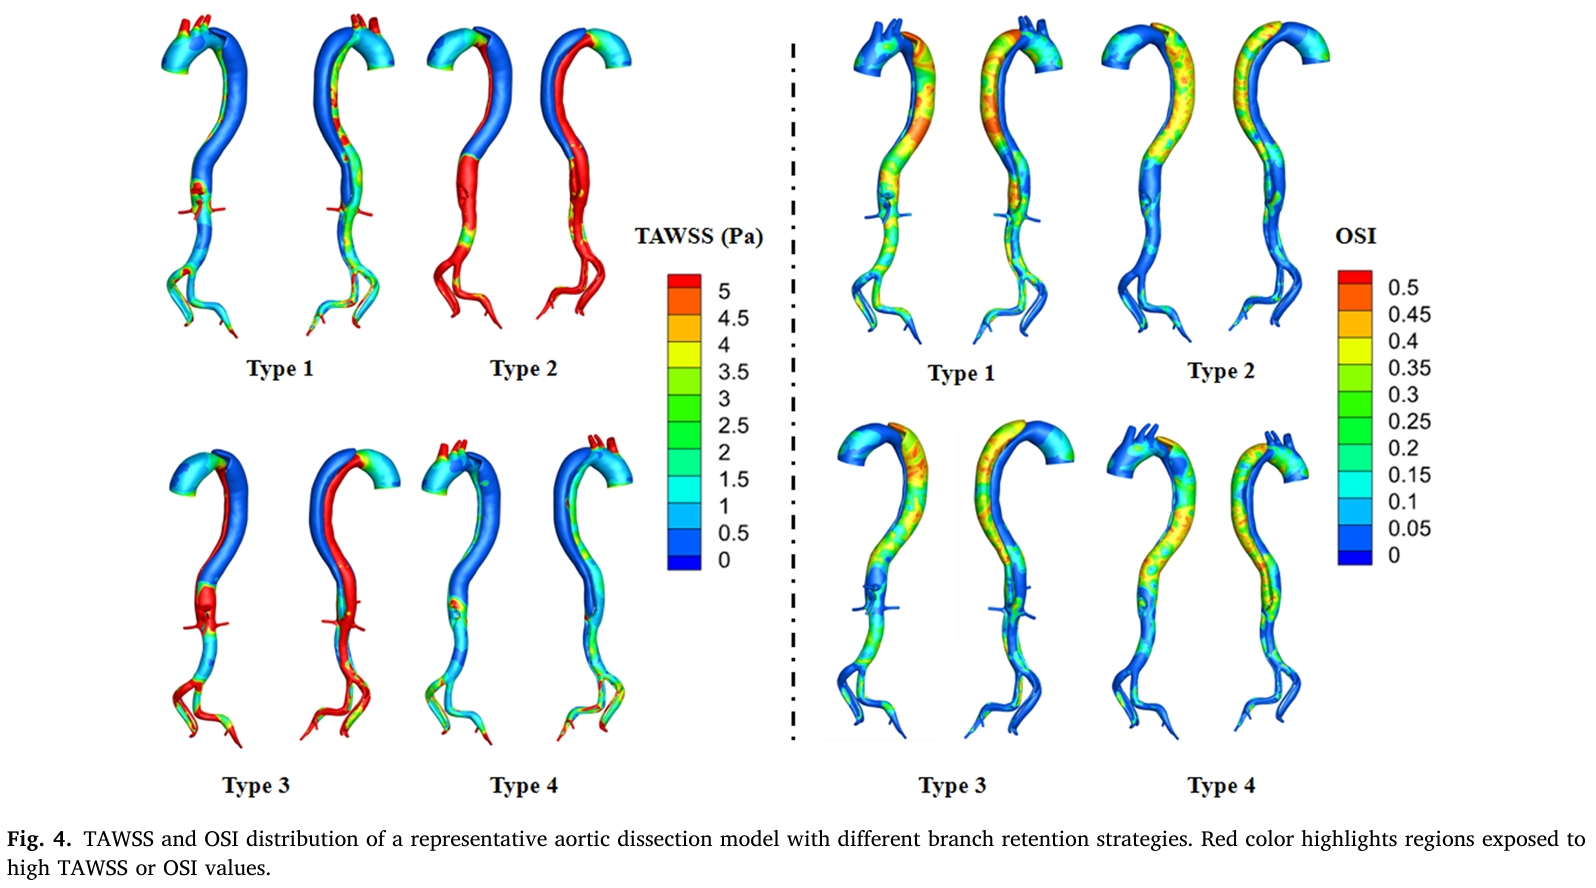 TAWSS (Pa)
5
4.5
4
3.5
3
2.5
2
1.5
1
0.5
0
Type 1
Type 2
Type 3
Type 4
OSI
0.5
0.45
0.4
0.35
0.3
0.25
0.2
0.15
0.1
0.05
0
Type 1
Type 2
Type 3
Type 4
Fig. 4. TAWSS and OSI distribution of a representative aortic dissection model with different branch retention strategies. Red color highlights regions exposed to
high TAWSS or OSI values.